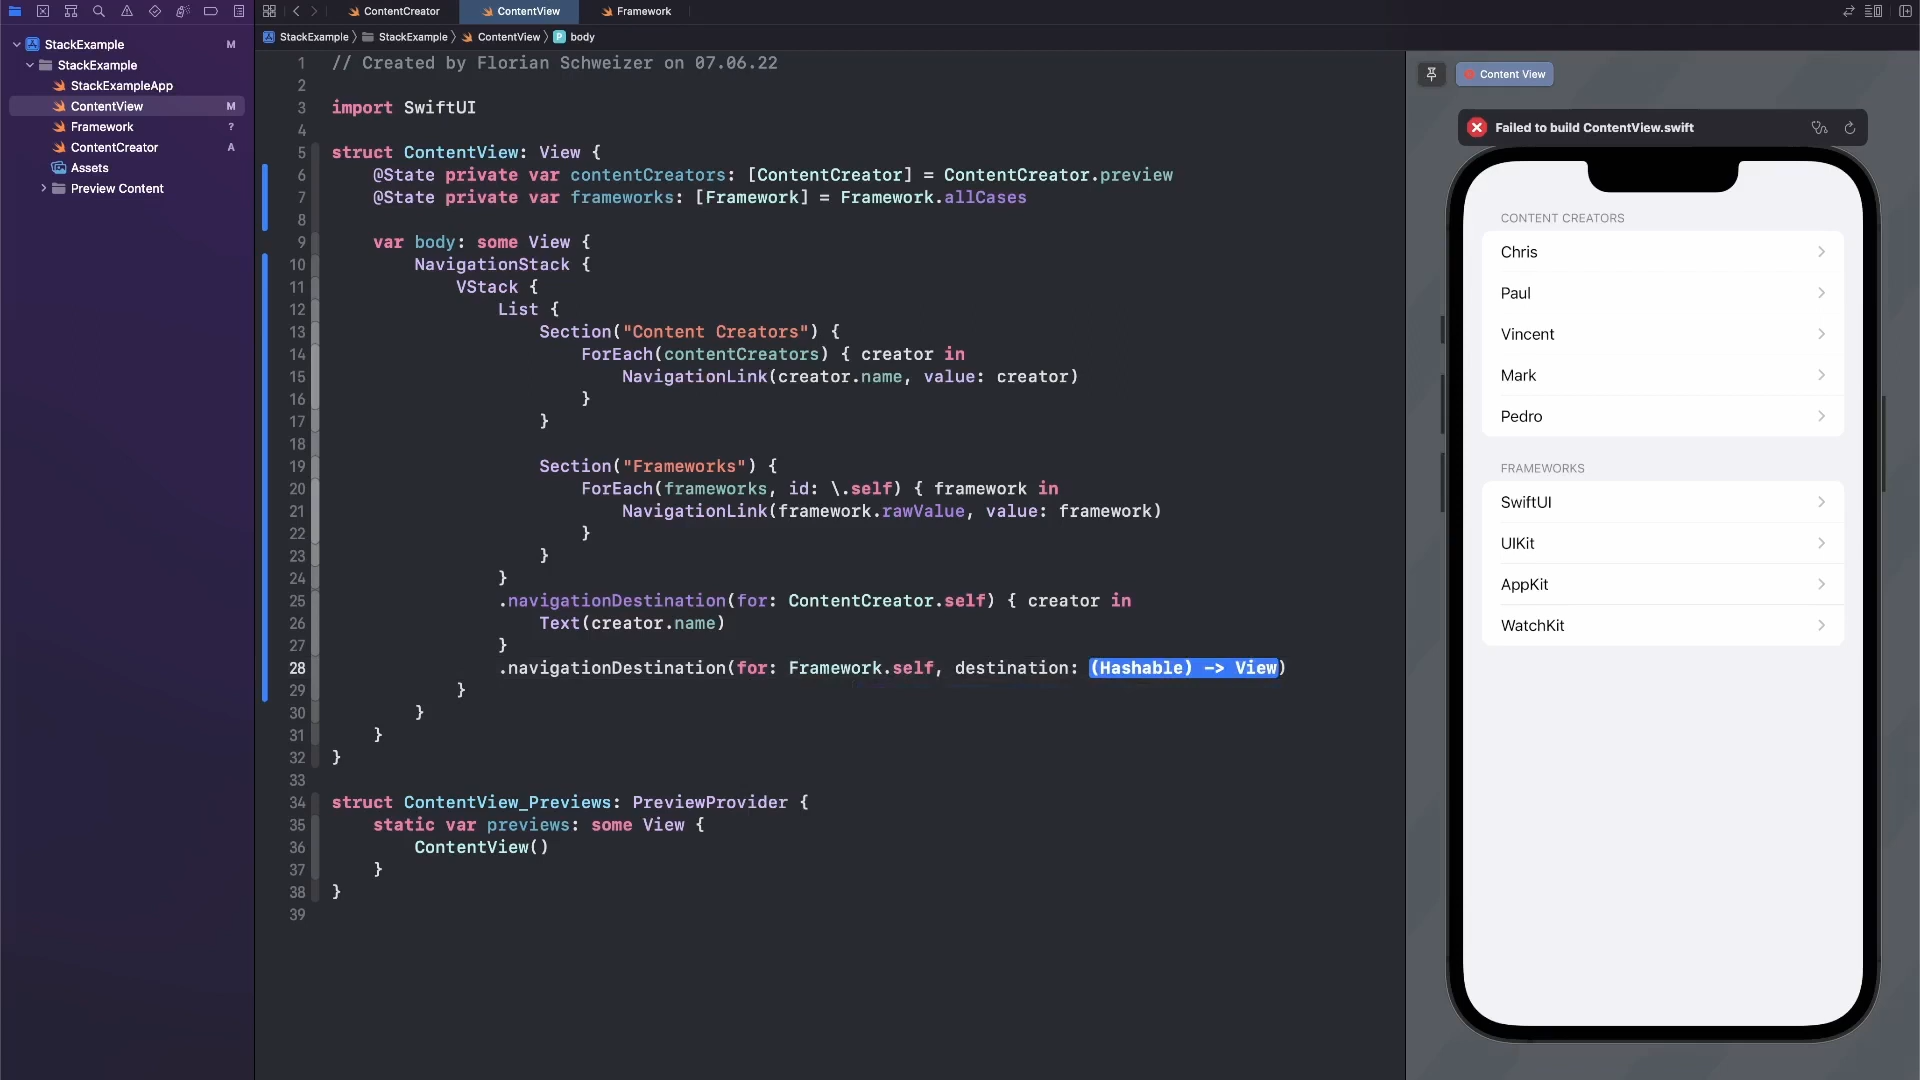 ContentCreator
ContentView
Framework
StackExample
M
StackExample
StackExample
ContentView
body
StackExample
StackExampleApp
ContentView
M
Framework
?
ContentCreator
A
Assets
Preview Content
1 // Created by Florian Schweizer on 07.06.22
2
3 import SwiftUI
4
5 struct ContentView: View {
6 @State private var contentCreators: [ContentCreator] = ContentCreator.preview
7 @State private var frameworks: [Framework] = Framework.allCases
8
9 var body: some View {
10 NavigationStack {
11 VStack {
12 List {
13 Section("Content Creators") {
14 ForEach(contentCreators) { creator in
15 NavigationLink(creator.name, value: creator)
16 }
17 }
18
19 Section("Frameworks") {
20 ForEach(frameworks, id: \.self) { framework in
21 NavigationLink(framework.rawValue, value: framework)
22 }
23 }
24 }
25 .navigationDestination(for: ContentCreator.self) { creator in
26 Text(creator.name)
27 }
28 .navigationDestination(for: Framework.self, destination: (Hashable) -> View)
29 }
30 }
31 }
32 }
33
34 struct ContentView_Previews: PreviewProvider {
35 static var previews: some View {
36 ContentView()
37 }
38 }
39
Content View
Failed to build ContentView.swift
CONTENT CREATORS
Chris
Paul
Vincent
Mark
Pedro
FRAMEWORKS
SwiftUI
UIKit
AppKit
WatchKit